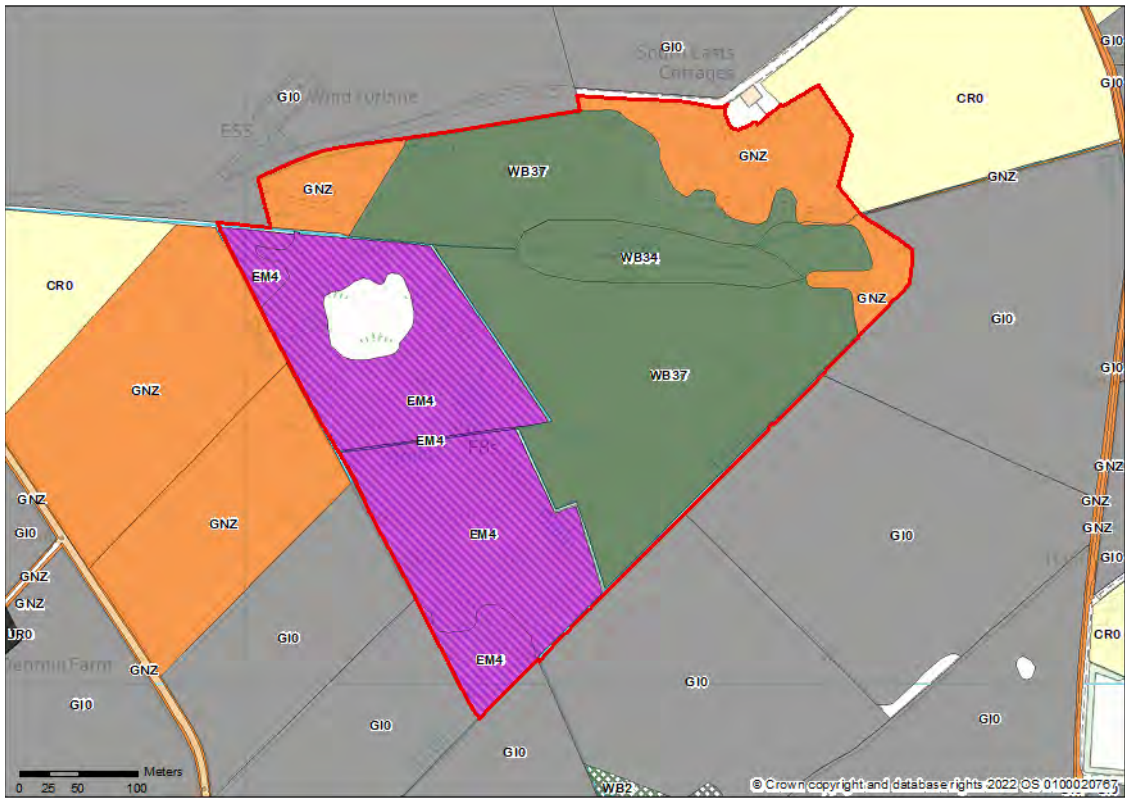 GI0
GI0
South Lasts
Cottages
GI0
GI0
Wind Turbine
ESS
CR0
GNZ
WB37
GNZ
GNZ
WB34
EM4
CR0
GNZ
GI0
WB37
GI0
GNZ
EM4
EM4
FBs
GNZ
GNZ
GNZ
EM4
GNZ
GNZ
GI0
GI0
GI0
GNZ
GNZ
CR0
GI0
EM4
Denmill Farm
GNZ
GI0
GI0
GI0
GI0
GI0
WB2
Meters
0 25 50 100
© Crown copyright and database rights 2022 OS 0100020767